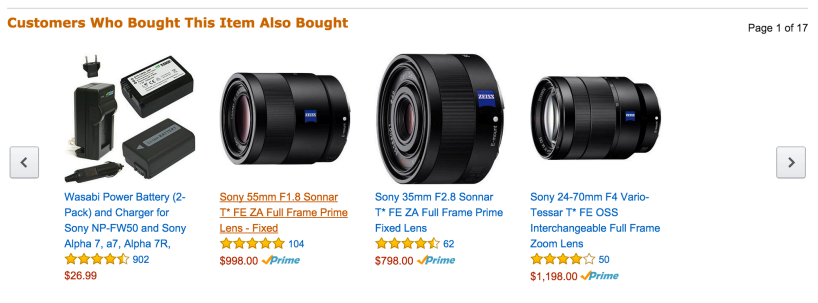 Customers Who Bought This Item Also Bought
Page 1 of 17
ZEISS
ZEISS
E-mount
ZEISS
Wasabi Power Battery (2-
Pack) and Charger for
Sony NP-FW50 and Sony
Alpha 7, a7, Alpha 7R,
902
$26.99
Sony 55mm F1.8 Sonnar
T* FE ZA Full Frame Prime
Lens - Fixed
104
$998.00 Prime
Sony 35mm F2.8 Sonnar
T* FE ZA Full Frame Prime
Fixed Lens
62
$798.00 Prime
Sony 24-70mm F4 Vario-
Tessar T* FE OSS
Interchangeable Full Frame
Zoom Lens
50
$1,198.00 Prime